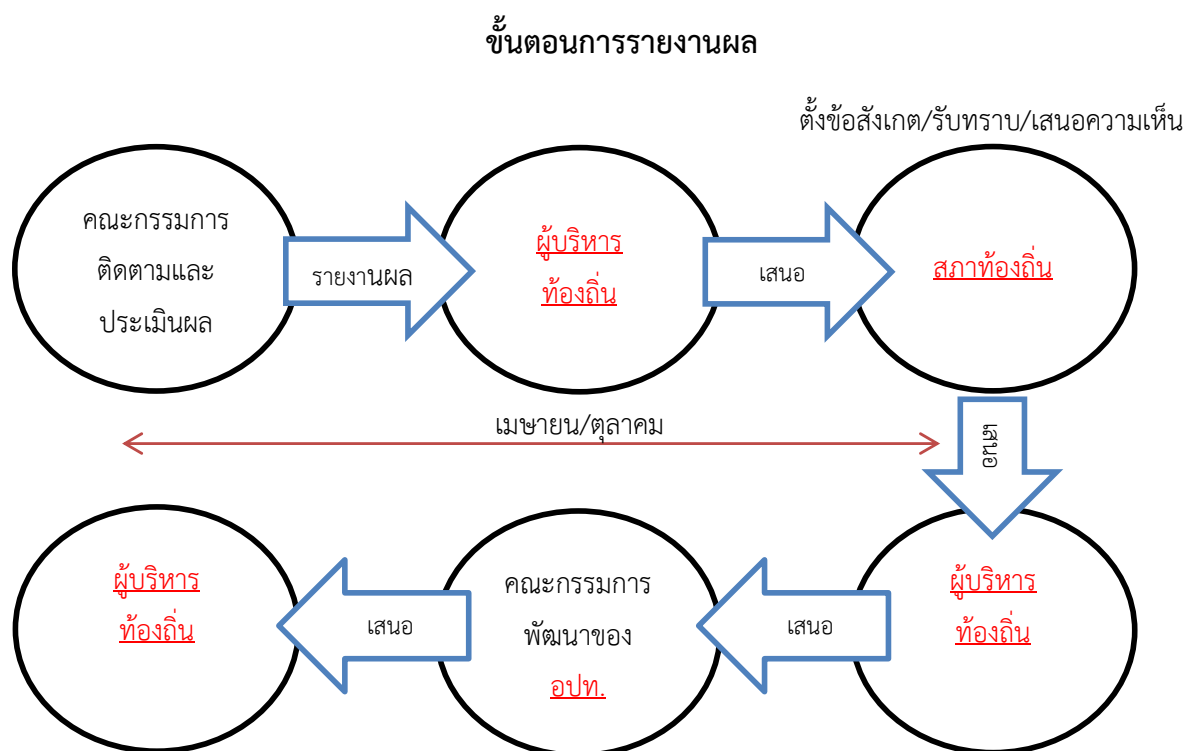 ขั้นตอนการรายงานผล
ตั้งข้อสังเกต/รับทราบ/เสนอความเห็น
คณะกรรมการ
ติดตามและ
ประเมินผล
รายงานผล
ผู้บริหาร
ท้องถิ่น
เสนอ
สภาท้องถิ่น
เมษายน/ตุลาคม
เสนอ
ผู้บริหาร
ท้องถิ่น
เสนอ
คณะกรรมการ
พัฒนาของ
อปท.
เสนอ
ผู้บริหาร
ท้องถิ่น